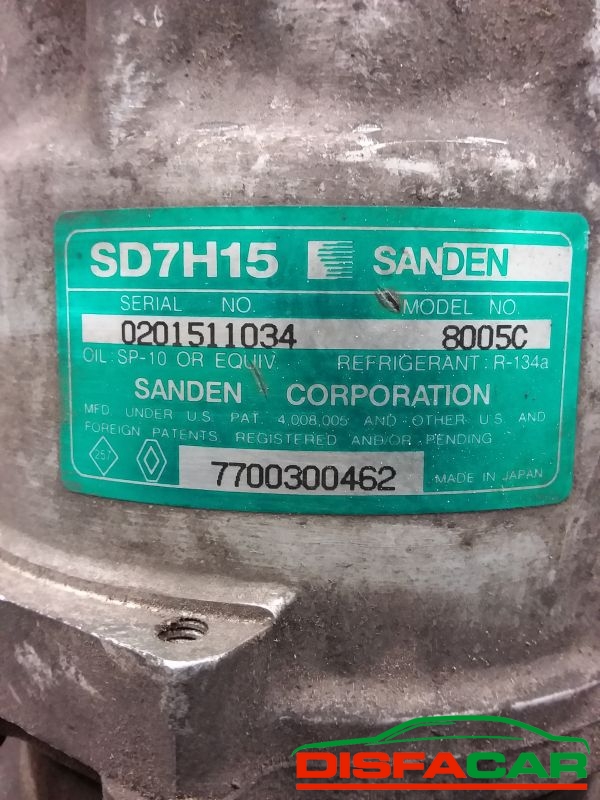 SD7H15 SANDEN
SERIAL NO. MODEL NO.
0201511034 8005C
OIL: SP-10 OR EQUIV. REFRIGERANT: R-134a
SANDEN CORPORATION
MFD. UNDER U.S. PAT. 4,008,005 AND OTHER U.S AND
FOREIGN PATENTS, REGISTERED AND/OR PENDING
257 7700300462 MADE IN JAPAN
DISFACAR